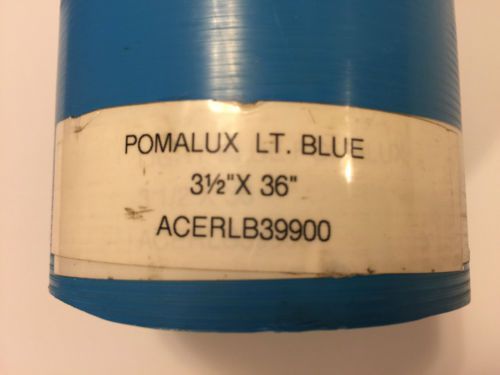 POMALUX LT. BLUE
3½"X 36"
ACERLB39900